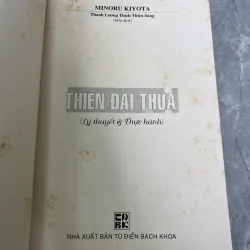 MINORU KIYOTA
Thanh Lương Thích Thiện Sáng
(biên dịch)
THIỀN ĐẠI THỪA
(Lý thuyết & Thực hành)
NHÀ XUẤT BẢN TỪ ĐIỂN BÁCH KHOA